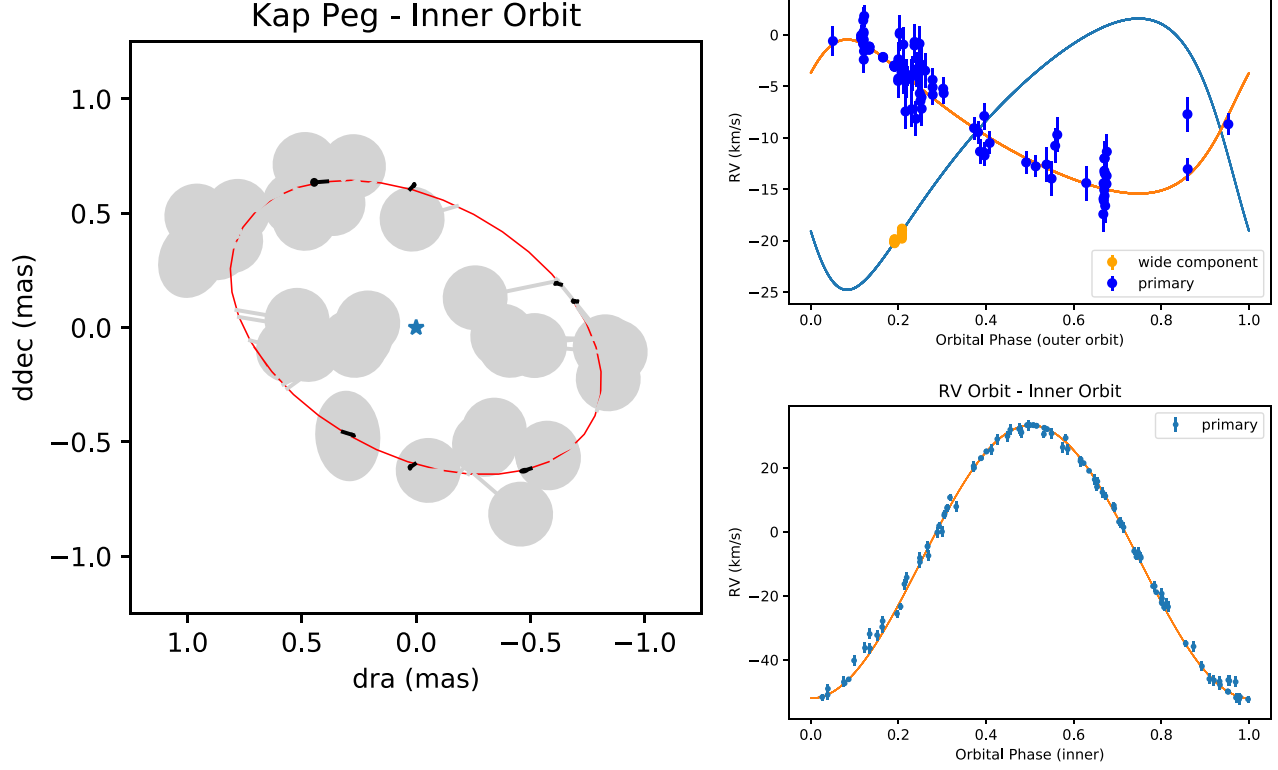 Kap Peg - Inner Orbit
ddec (mas)
1.0
0.5
0.0
−0.5
−1.0
1.0 0.5 0.0 −0.5 −1.0
dra (mas)
RV (km/s)
0
−5
−10
−15
−20
−25
wide component
primary
0.0 0.2 0.4 0.6 0.8 1.0
Orbital Phase (outer orbit)
RV Orbit - Inner Orbit
RV (km/s)
20
0
−20
−40
primary
0.0 0.2 0.4 0.6 0.8 1.0
Orbital Phase (inner)